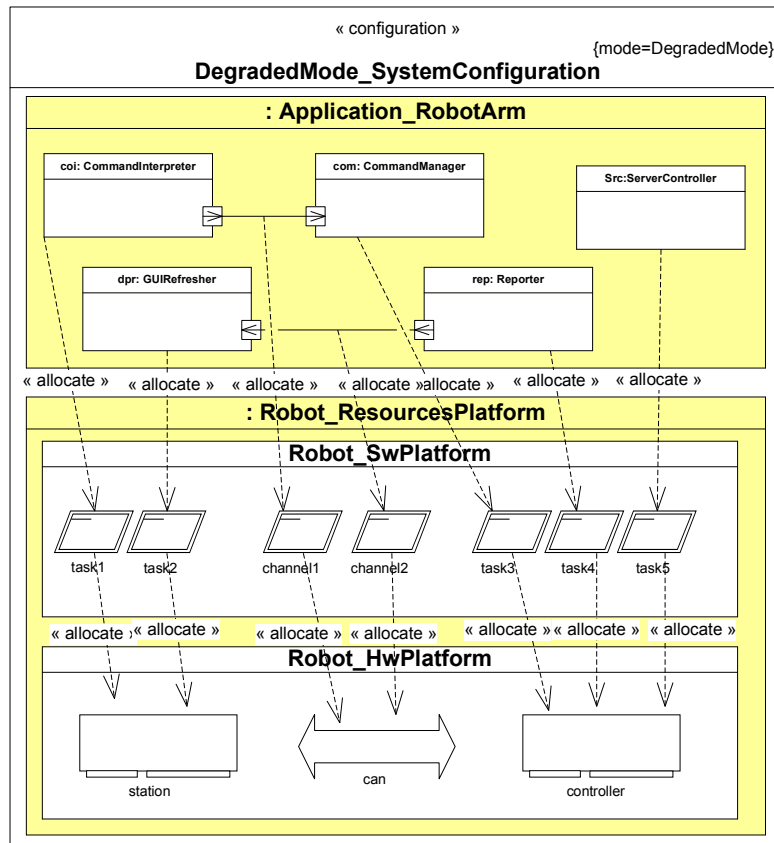 « configuration »
{mode=DegradedMode}
DegradedMode_SystemConfiguration
: Application_RobotArm
coi: CommandInterpreter
com: CommandManager
Src:ServerController
dpr: GUIRefresher
rep: Reporter
« allocate » « allocate » « allocate » « allocate » « allocate » « allocate » « allocate »
: Robot_ResourcesPlatform
Robot_SwPlatform
task1 task2 channel1 channel2 task3 task4 task5
« allocate » « allocate » « allocate » « allocate » « allocate » « allocate » « allocate »
Robot_HwPlatform
station can controller